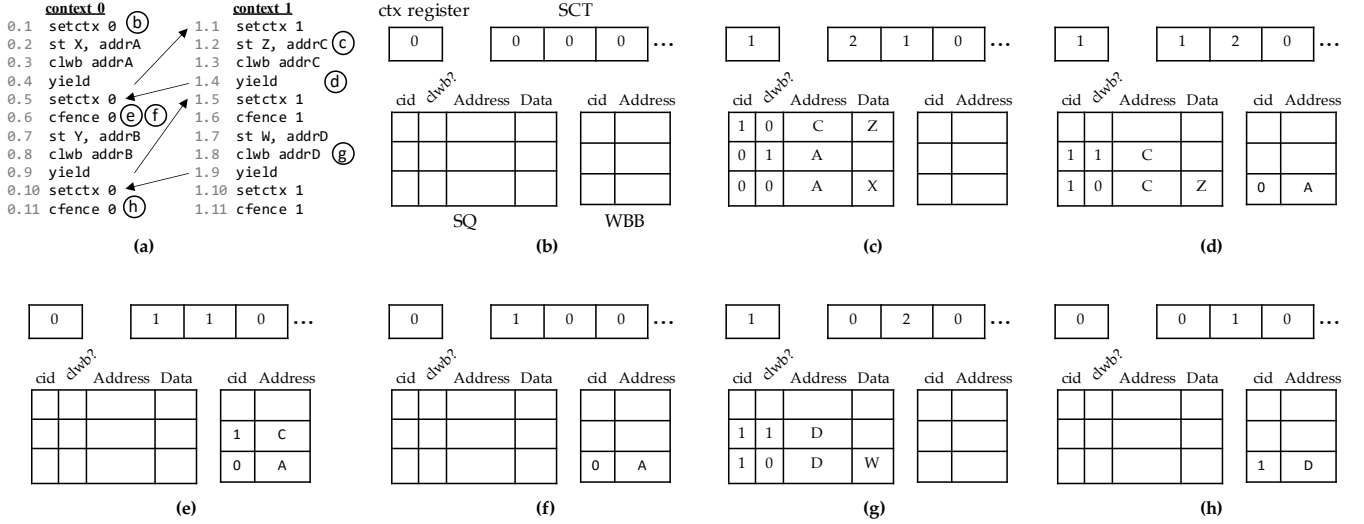 context 0 context 1
0.1 setctx 0 b 1.1 setctx 1
0.2 st X, addrA 1.2 st Z, addrC c
0.3 clwb addrA 1.3 clwb addrC
0.4 yield 1.4 yield d
0.5 setctx 0 1.5 setctx 1
0.6 cfence 0 e f 1.6 cfence 1
0.7 st Y, addrB 1.7 st W, addrD
0.8 clwb addrB 1.8 clwb addrD g
0.9 yield 1.9 yield
0.10 setctx 0 1.10 setctx 1
0.11 cfence 0 h 1.11 cfence 1
(a)
ctx register SCT
0 0 0 0 ...
cid clwb? Address Data cid Address
SQ WBB
(b)
1 2 1 0 ...
cid clwb? Address Data cid Address
1 0 C Z
0 1 A
0 0 A X
(c)
1 1 2 0 ...
cid clwb? Address Data cid Address
1 1 C
1 0 C Z 0 A
(d)
0 1 1 0 ...
cid clwb? Address Data cid Address
1 C
0 A
(e)
0 1 0 0 ...
cid clwb? Address Data cid Address
0 A
(f)
1 0 2 0 ...
cid clwb? Address Data cid Address
1 1 D
1 0 D W
(g)
0 0 1 0 ...
cid clwb? Address Data cid Address
1 D
(h)